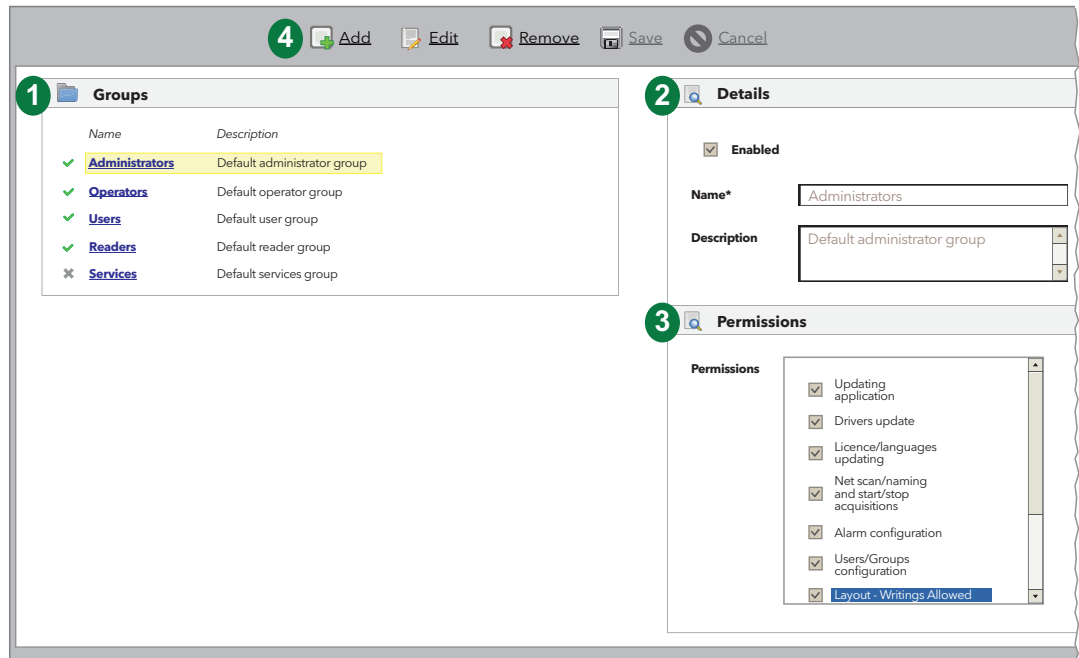 4 Add Edit Remove Save Cancel
1 Groups
Name Description
Administrators Default administrator group
Operators Default operator group
Users Default user group
Readers Default reader group
Services Default services group
2 Details
Enabled
Name* Administrators
Description Default administrator group
3 Permissions
Permissions
Updating
application
Drivers update
Licence/languages
updating
Net scan/naming
and start/stop
acquisitions
Alarm configuration
Users/Groups
configuration
Layout - Writings Allowed